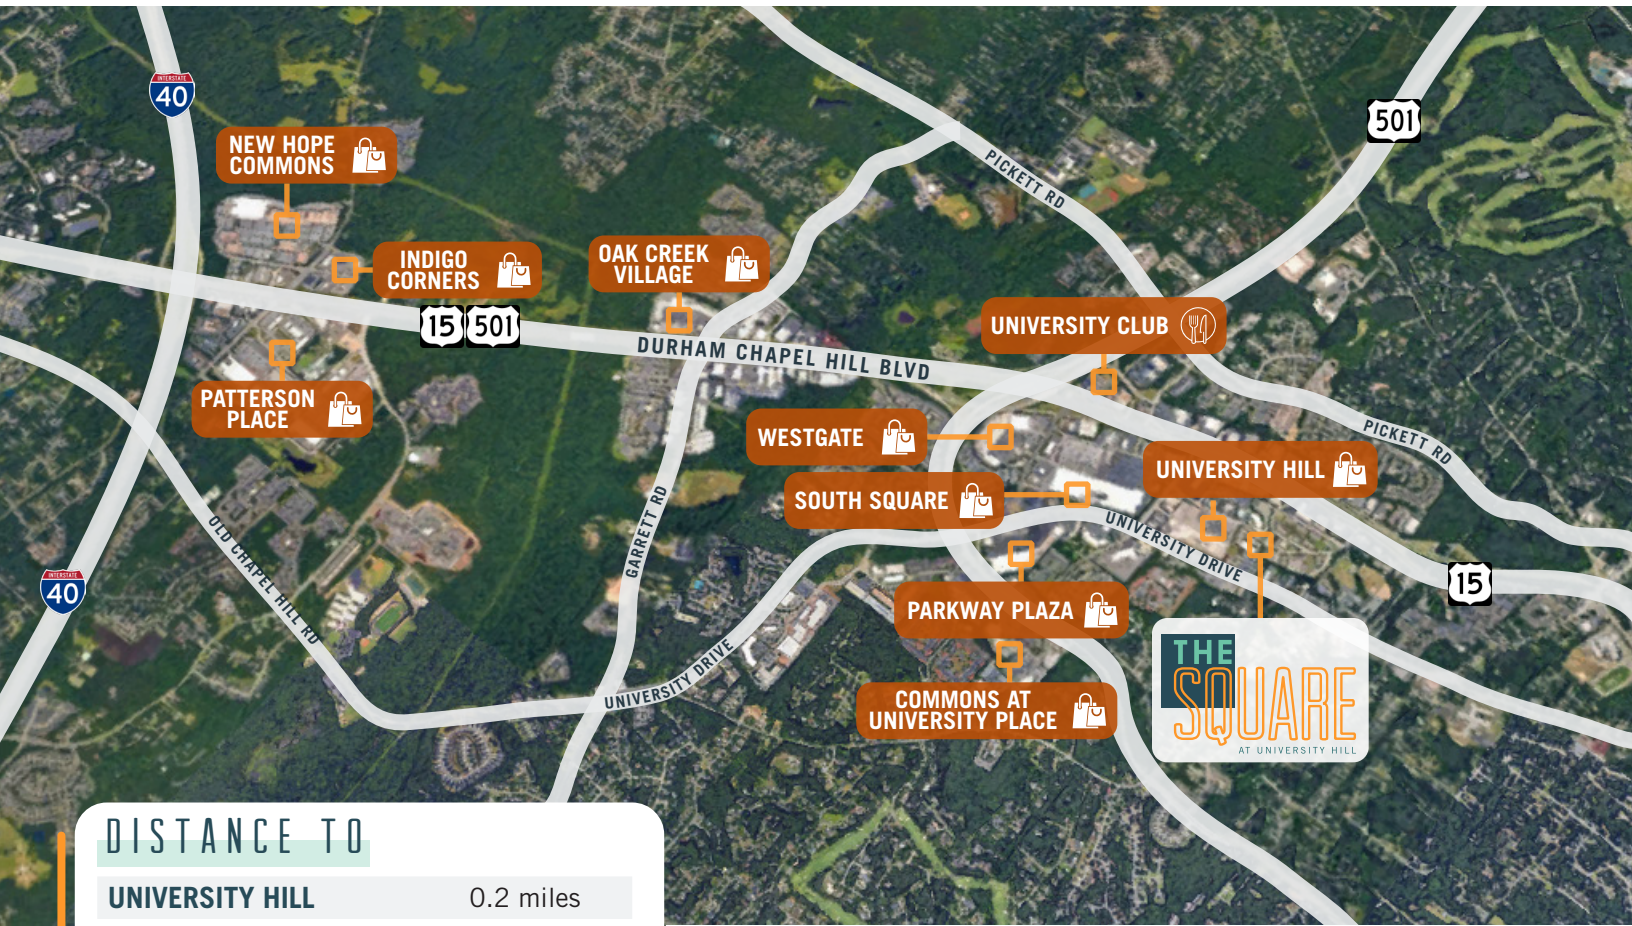 INTERSTATE
40
NEW HOPE
COMMONS
501
PICKETT RD
INDIGO
CORNERS
OAK CREEK
VILLAGE
15 501
UNIVERSITY CLUB
DURHAM CHAPEL HILL BLVD
PATTERSON
PLACE
WESTGATE
PICKETT RD
UNIVERSITY HILL
SOUTH SQUARE
GARRETT RD
UNIVERSITY DRIVE
OLD CHAPEL HILL RD
INTERSTATE
40
15
PARKWAY PLAZA
UNIVERSITY DRIVE
THE
SQUARE
AT UNIVERSITY HILL
COMMONS AT
UNIVERSITY PLACE
DISTANCE TO
UNIVERSITY HILL 0.2 miles